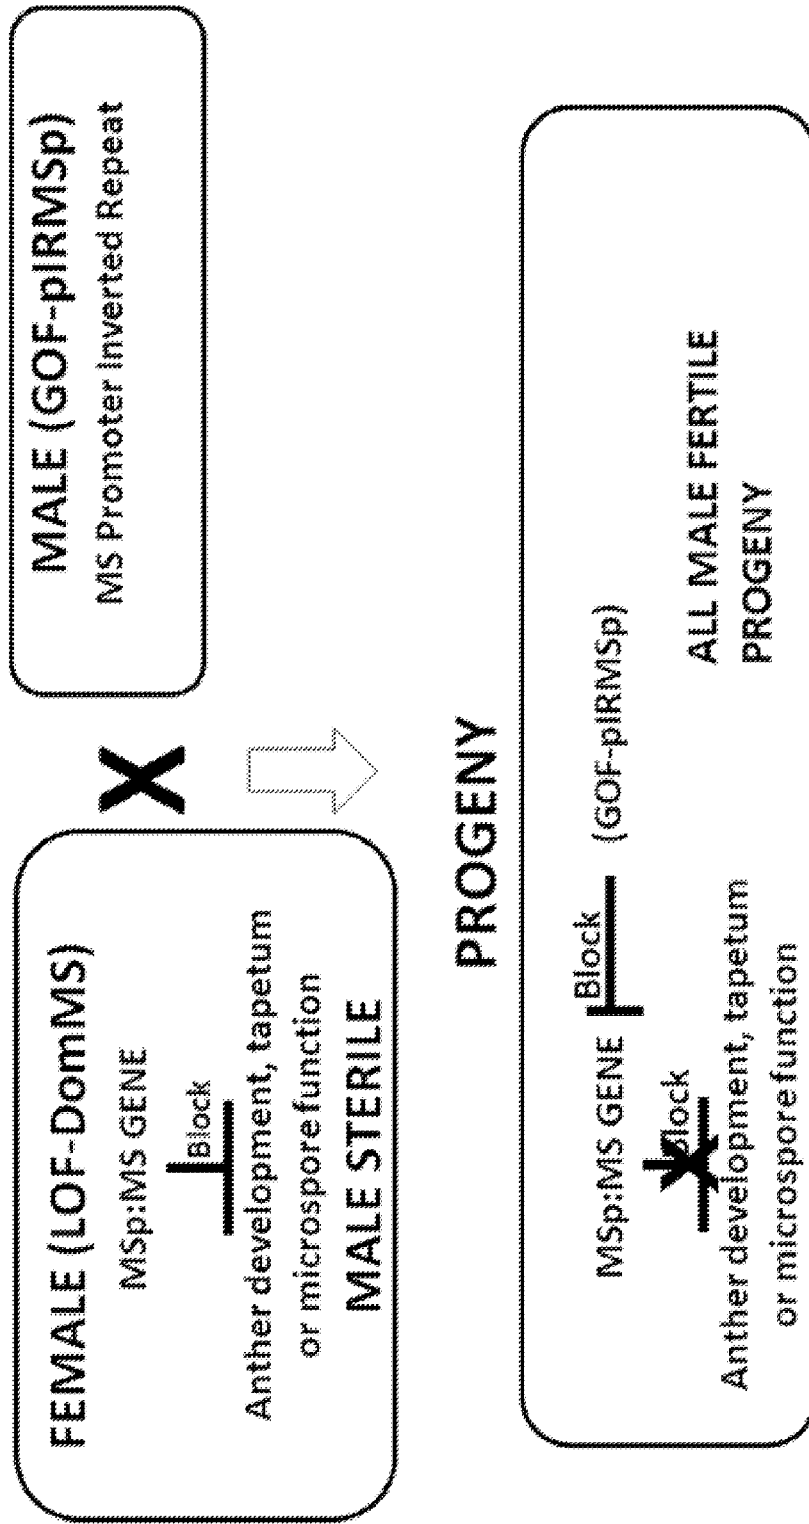 FEMALE (LOF-DomMS)
MSp:MS GENE
Block
Anther development, tapetum
or microspore function
MALE STERILE
X
MALE (GOF-pIRMSp)
MS Promoter Inverted Repeat
PROGENY
MSp:MS GENE
Block
(GOF-pIRMSp)
Block
Anther development, tapetum
or microspore function
ALL MALE FERTILE
PROGENY